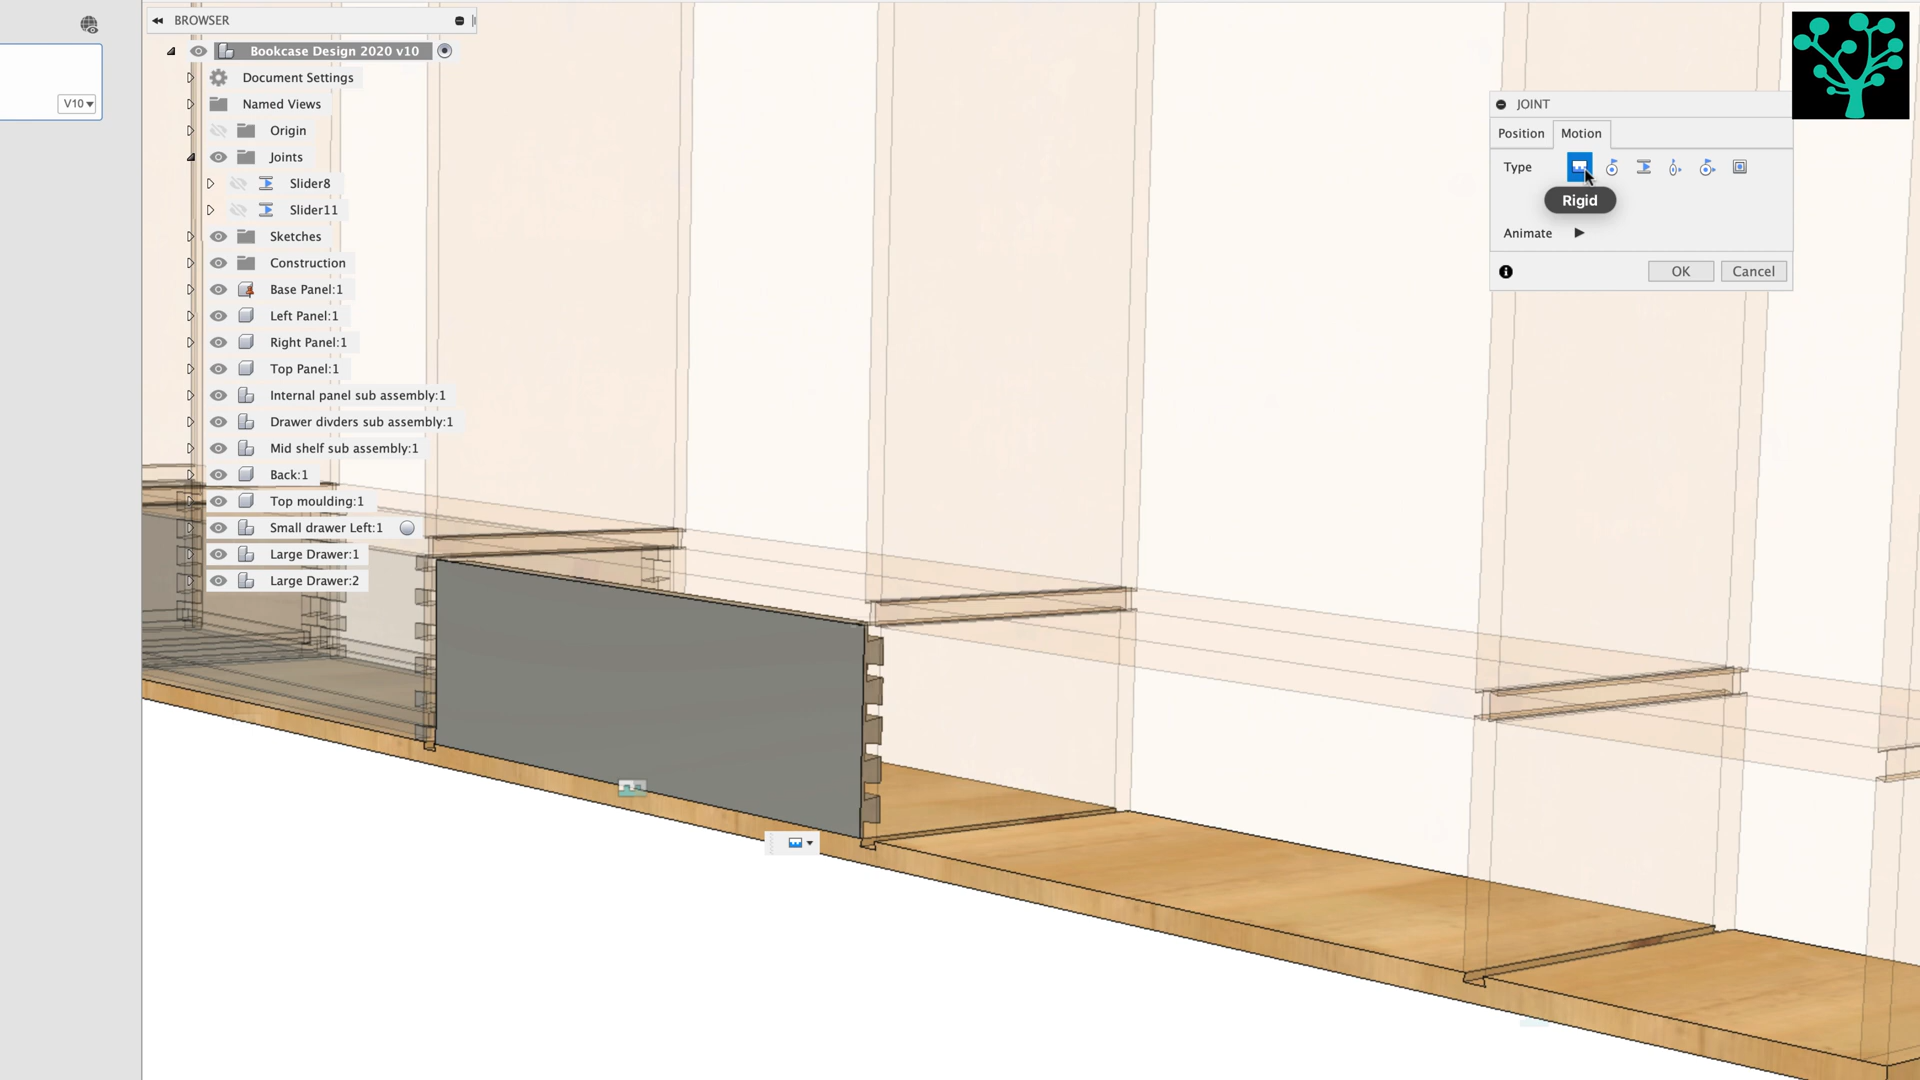 BROWSER
Bookcase Design 2020 v10
Document Settings
V10
Named Views
Origin
Joints
Slider8
Slider11
Sketches
Construction
Base Panel:1
Left Panel:1
Right Panel:1
Top Panel:1
Internal panel sub assembly:1
Drawer divders sub assembly:1
Mid shelf sub assembly:1
Back:1
Top moulding:1
Small drawer Left:1
Large Drawer:1
Large Drawer:2
JOINT
Position Motion
Type
Rigid
Animate
OK Cancel